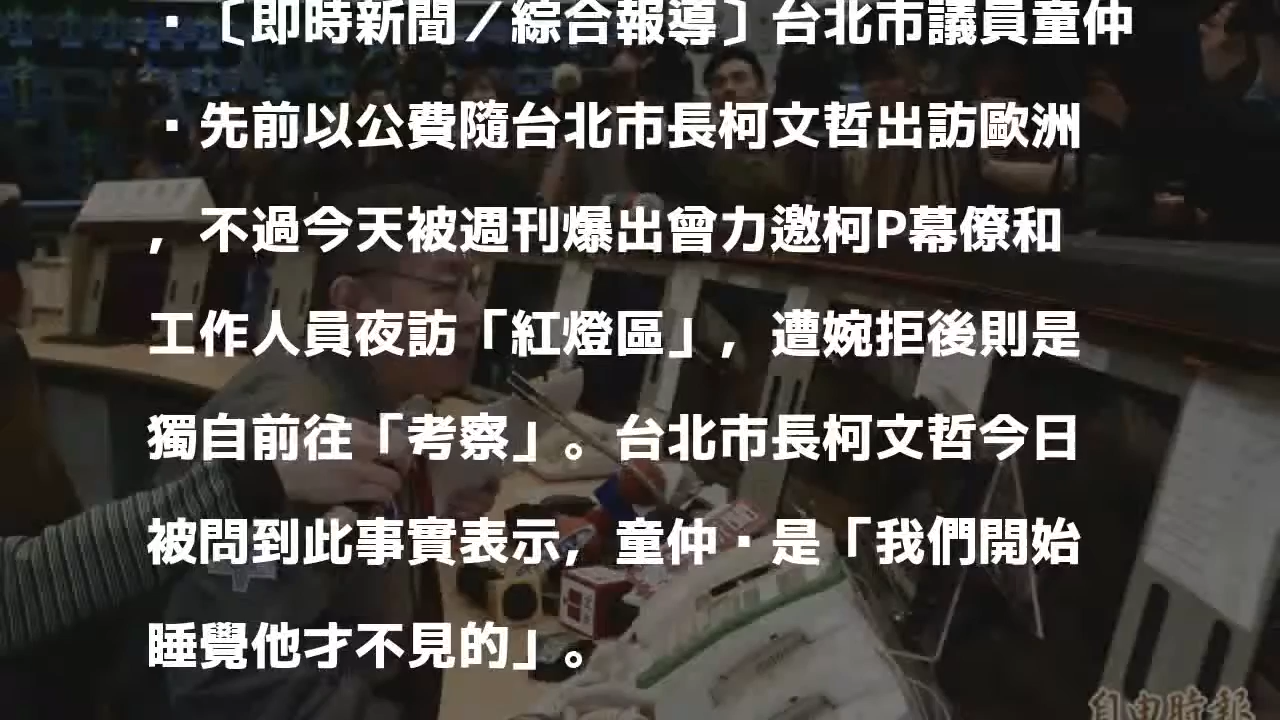 ▪〔即時新聞／綜合報導〕台北市議員童仲
▪先前以公費隨台北市長柯文哲出訪歐洲
，不過今天被週刊爆出曾力邀柯P幕僚和
工作人員夜訪「紅燈區」，遭婉拒後則是
獨自前往「考察」。台北市長柯文哲今日
被問到此事實表示，童仲▪是「我們開始
睡覺他才不見的」。
自由時報